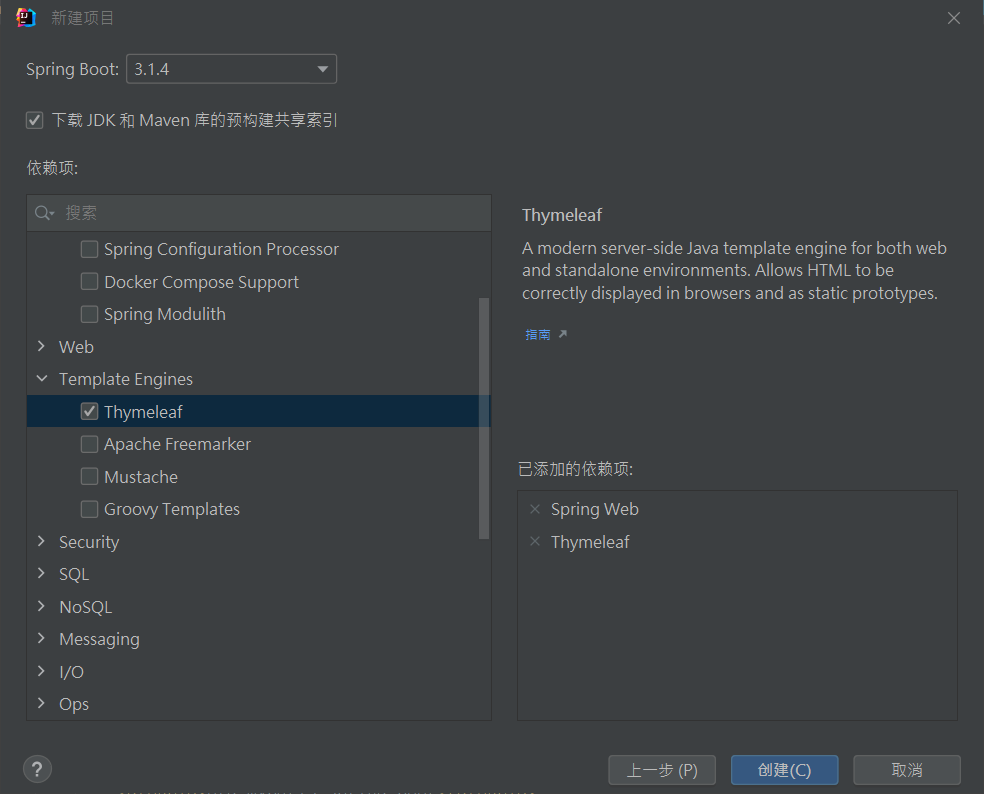 新建项目
Spring Boot: 3.1.4
下载 JDK 和 Maven 库的预构建共享索引
依赖项:
搜索
Spring Configuration Processor
Docker Compose Support
Spring Modulith
Web
Template Engines
Thymeleaf
Apache Freemarker
Mustache
Groovy Templates
Security
SQL
NoSQL
Messaging
I/O
Ops
Thymeleaf
A modern server-side Java template engine for both web
and standalone environments. Allows HTML to be
correctly displayed in browsers and as static prototypes.
指南
已添加的依赖项:
Spring Web
Thymeleaf
?
上一步 (P)
创建(C)
取消